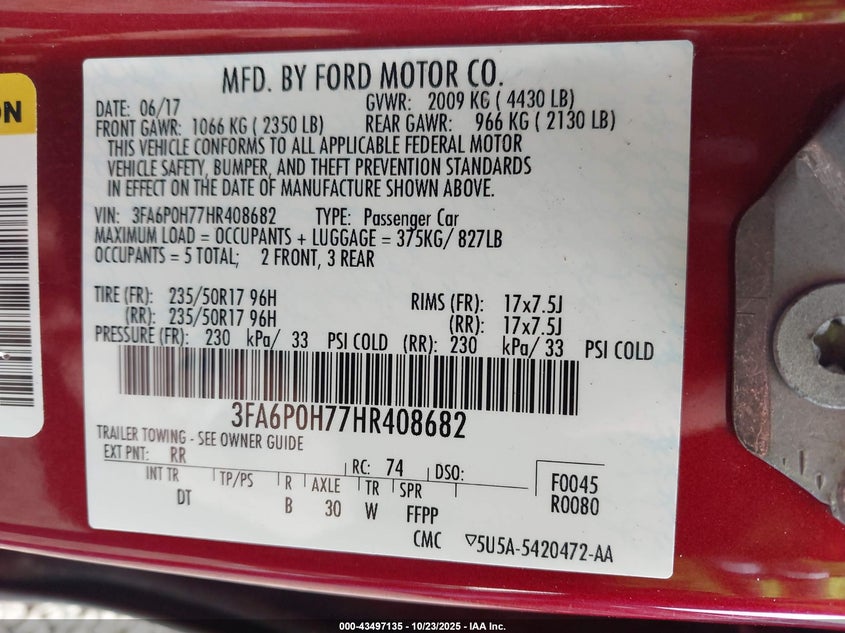 ON
MFD. BY FORD MOTOR CO.
DATE: 06/17 GVWR: 2009 KG ( 4430 LB)
FRONT GAWR: 1066 KG ( 2350 LB) REAR GAWR: 966 KG ( 2130 LB)
THIS VEHICLE CONFORMS TO ALL APPLICABLE FEDERAL MOTOR
VEHICLE SAFETY, BUMPER, AND THEFT PREVENTION STANDARDS
IN EFFECT ON THE DATE OF MANUFACTURE SHOWN ABOVE.
VIN: 3FA6P0H77HR408682 TYPE: Passenger Car
MAXIMUM LOAD = OCCUPANTS + LUGGAGE = 375KG/ 827LB
OCCUPANTS = 5 TOTAL; 2 FRONT, 3 REAR
TIRE (FR): 235/50R17 96H RIMS (FR): 17x7.5J
(RR): 235/50R17 96H (RR): 17x7.5J
PRESSURE (FR): 230 kPa/ 33 PSI COLD (RR): 230 kPa/ 33 PSI COLD
3FA6P0H77HR408682
TRAILER TOWING - SEE OWNER GUIDE
EXT PNT: RR RC: 74 DSO: F0045
INT TR TP/PS R AXLE TR SPR R0080
DT B 30 W FFPP
CMC ▽5U5A-5420472-AA
000-43497135 - 10/23/2025 - IAA Inc.